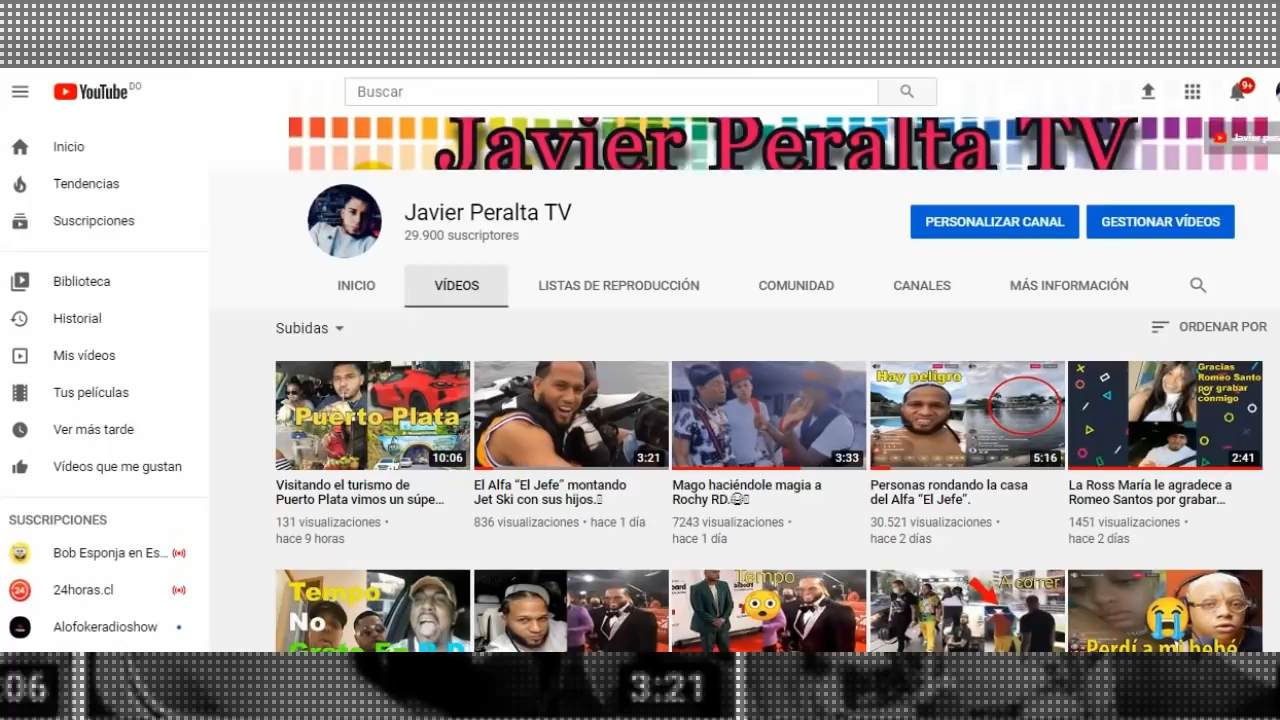 YouTube DO
Buscar
9+
Javier Peralta TV
Inicio
Tendencias
Suscripciones
Biblioteca
Historial
Mis vídeos
Tus películas
Ver más tarde
Vídeos que me gustan
SUSCRIPCIONES
Bob Esponja en Es...
24horas.cl
Alofokeradioshow
Javier Peralta TV
29.900 suscriptores
PERSONALIZAR CANAL
GESTIONAR VÍDEOS
INICIO
VÍDEOS
LISTAS DE REPRODUCCIÓN
COMUNIDAD
CANALES
MÁS INFORMACIÓN
Subidas
ORDENAR POR
Puerto Plata
10:06
Visitando el turismo de
Puerto Plata vimos un súpe...
131 visualizaciones •
hace 9 horas
3:21
El Alfa “El Jefe” montando
Jet Ski con sus hijos.
836 visualizaciones • hace 1 día
3:33
Mago haciéndole magia a
Rochy RD.😂
7243 visualizaciones •
hace 1 día
Hay peligro
5:16
Personas rondando la casa
del Alfa “El Jefe”.
30.521 visualizaciones •
hace 2 días
Gracias
Romeo Santo
por grabar
conmigo
2:41
La Ross María le agradece a
Romeo Santos por grabar...
1451 visualizaciones •
hace 2 días
Tempo
No
Tempo
A correr
Perdí a mi bebé
:06
3:21